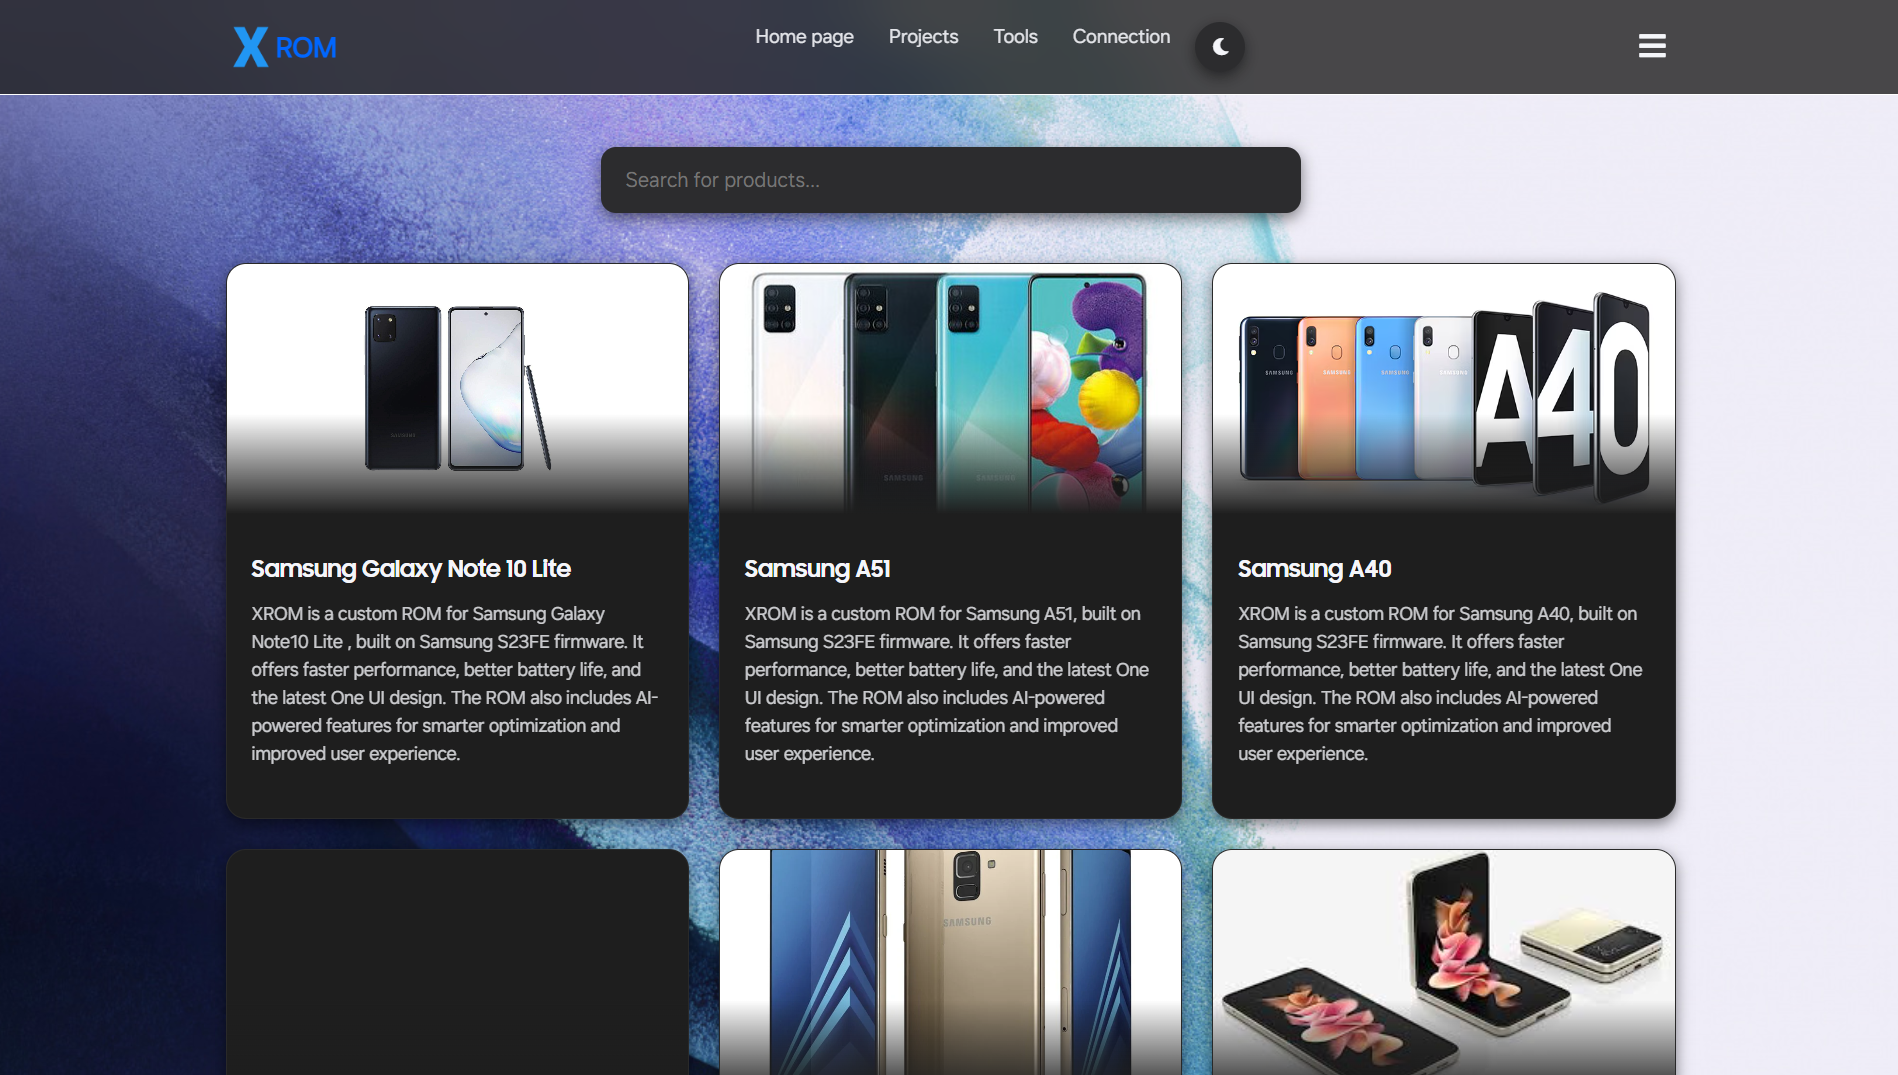 X ROM
Home page
Projects
Tools
Connection
Search for products...
A40
SAMSUNG
SAMSUNG
SAMSUNG
SAMSUNG
SAMSUNG
SAMSUNG
SAMSUNG
Samsung Galaxy Note 10 Lite
XROM is a custom ROM for Samsung Galaxy
Note10 Lite , built on Samsung S23FE firmware. It
offers faster performance, better battery life, and
the latest One UI design. The ROM also includes AI-
powered features for smarter optimization and
improved user experience.
Samsung A51
XROM is a custom ROM for Samsung A51, built on
Samsung S23FE firmware. It offers faster
performance, better battery life, and the latest One
UI design. The ROM also includes AI-powered
features for smarter optimization and improved
user experience.
Samsung A40
XROM is a custom ROM for Samsung A40, built on
Samsung S23FE firmware. It offers faster
performance, better battery life, and the latest One
UI design. The ROM also includes AI-powered
features for smarter optimization and improved
user experience.
SAMSUNG